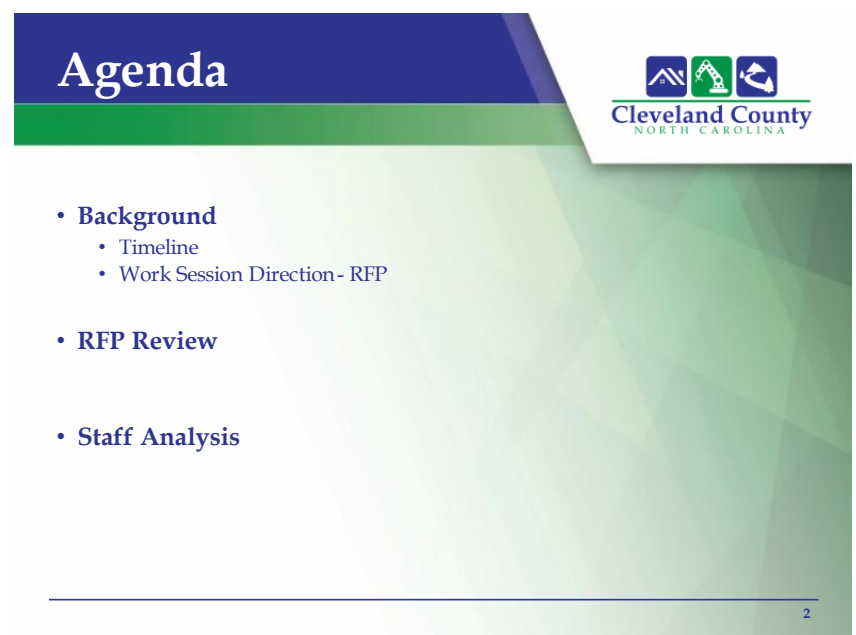 Agenda
Cleveland County
NORTH CAROLINA
• Background
• Timeline
• Work Session Direction - RFP
• RFP Review
• Staff Analysis
2